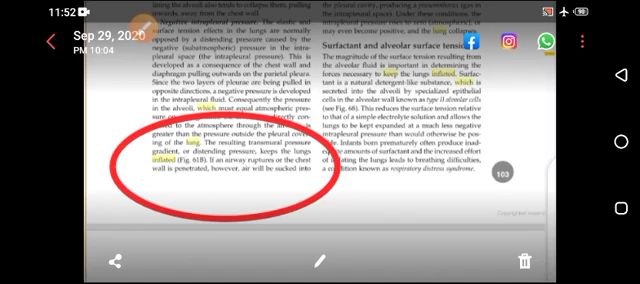 11:52
90
Sep 29, 2020
PM 10:04
lining the alveoli also tends to collapse them, pulling
inwards, away from the chest wall.
Negative intrapleural pressure: The elastic and
surface tension effects in the lungs are normally
opposed by a distending pressure caused by the
negative (subatmospheric) pressure in the intra-
pleural space (the intrapleural pressure). This is
developed as a consequence of the chest wall and
diaphragm pulling outwards on the parietal pleura.
Since the two layers of pleurae are being pulled in
opposite directions, a negative pressure is developed
in the intrapleural fluid. Consequently the pressure
in the alveoli, which must equal atmospheric pres-
sure directly con-
to the atmosphere through the is
greater than the pressure outside the pleural cover-
ing of the lung. The resulting transmural pressure
gradient, or distending pressure, keeps the lungs
inflated (Fig. 61B). If an airway ruptures or the chest
wall is penetrated, however, air will be sucked into
the pleural cavity, producing a pneumothorax (gas in
the intrapleural space). Under these conditions, the
intrapleural pressure rises to zero (atmospheric) or
may even become positive, and the lung collapses.
Surfactant and alveolar surface tension
The magnitude of the surface tension resulting from
the alveolar fluid is important in determining the
forces necessary to keep the lungs inflated. Surfac-
tant is a natural detergent-like substance, which is
secreted into the alveoli by specialized epithelial
cells in the alveolar wall known as type II alveolar cells
(see Fig. 68). This reduces the surface tension relative
to that of a simple electrolyte solution and allows the
lungs to be kept expanded at a much less negative
intrapleural pressure than would otherwise be pos-
Infants born prematurely often produce inad-
amounts of surfactant and the increased effort
of inflating the lungs leads to breathing difficulties,
a condition known as respiratory distress syndrome.
103
Copyrighted material